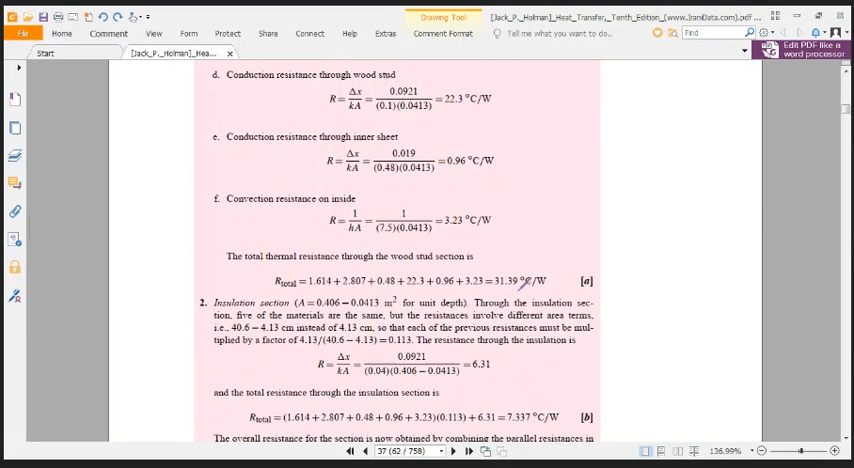 Drawing Tool
[Jack_P._Holman]_Heat_Transfer,_Tenth_Edition_(www.IranData.com).pdf ...
File Home Comment View Form Protect Share Connect Help Extras Comment Format Tell me what you want to do... Find
Start [Jack_P._Holman]_Hea... Edit PDF like a
word processor
d. Conduction resistance through wood stud
R = Δx/kA = 0.0921/(0.1)(0.0413) = 22.3 °C/W
e. Conduction resistance through inner sheet
R = Δx/kA = 0.019/(0.48)(0.0413) = 0.96 °C/W
f. Convection resistance on inside
R = 1/hA = 1/(7.5)(0.0413) = 3.23 °C/W
The total thermal resistance through the wood stud section is
Rtotal = 1.614 + 2.807 + 0.48 + 22.3 + 0.96 + 3.23 = 31.39 °C/W [a]
2. Insulation section (A = 0.406 − 0.0413 m² for unit depth). Through the insulation sec-
tion, five of the materials are the same, but the resistances involve different area terms,
i.e., 40.6 − 4.13 cm instead of 4.13 cm, so that each of the previous resistances must be mul-
tiplied by a factor of 4.13/(40.6 − 4.13) = 0.113. The resistance through the insulation is
R = Δx/kA = 0.0921/(0.04)(0.406 − 0.0413) = 6.31
and the total resistance through the insulation section is
Rtotal = (1.614 + 2.807 + 0.48 + 0.96 + 3.23)(0.113) + 6.31 = 7.337 °C/W [b]
The overall resistance for the section is now obtained by combining the parallel resistances in
37 (62 / 758) 136.99%